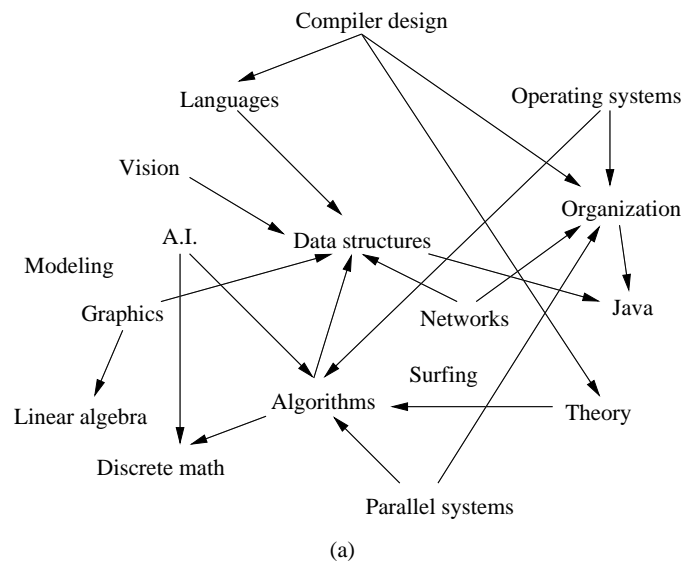 Compiler design
Languages
Operating systems
Vision
Organization
A.I.
Data structures
Modeling
Graphics
Networks
Java
Surfing
Linear algebra
Algorithms
Theory
Discrete math
Parallel systems
(a)